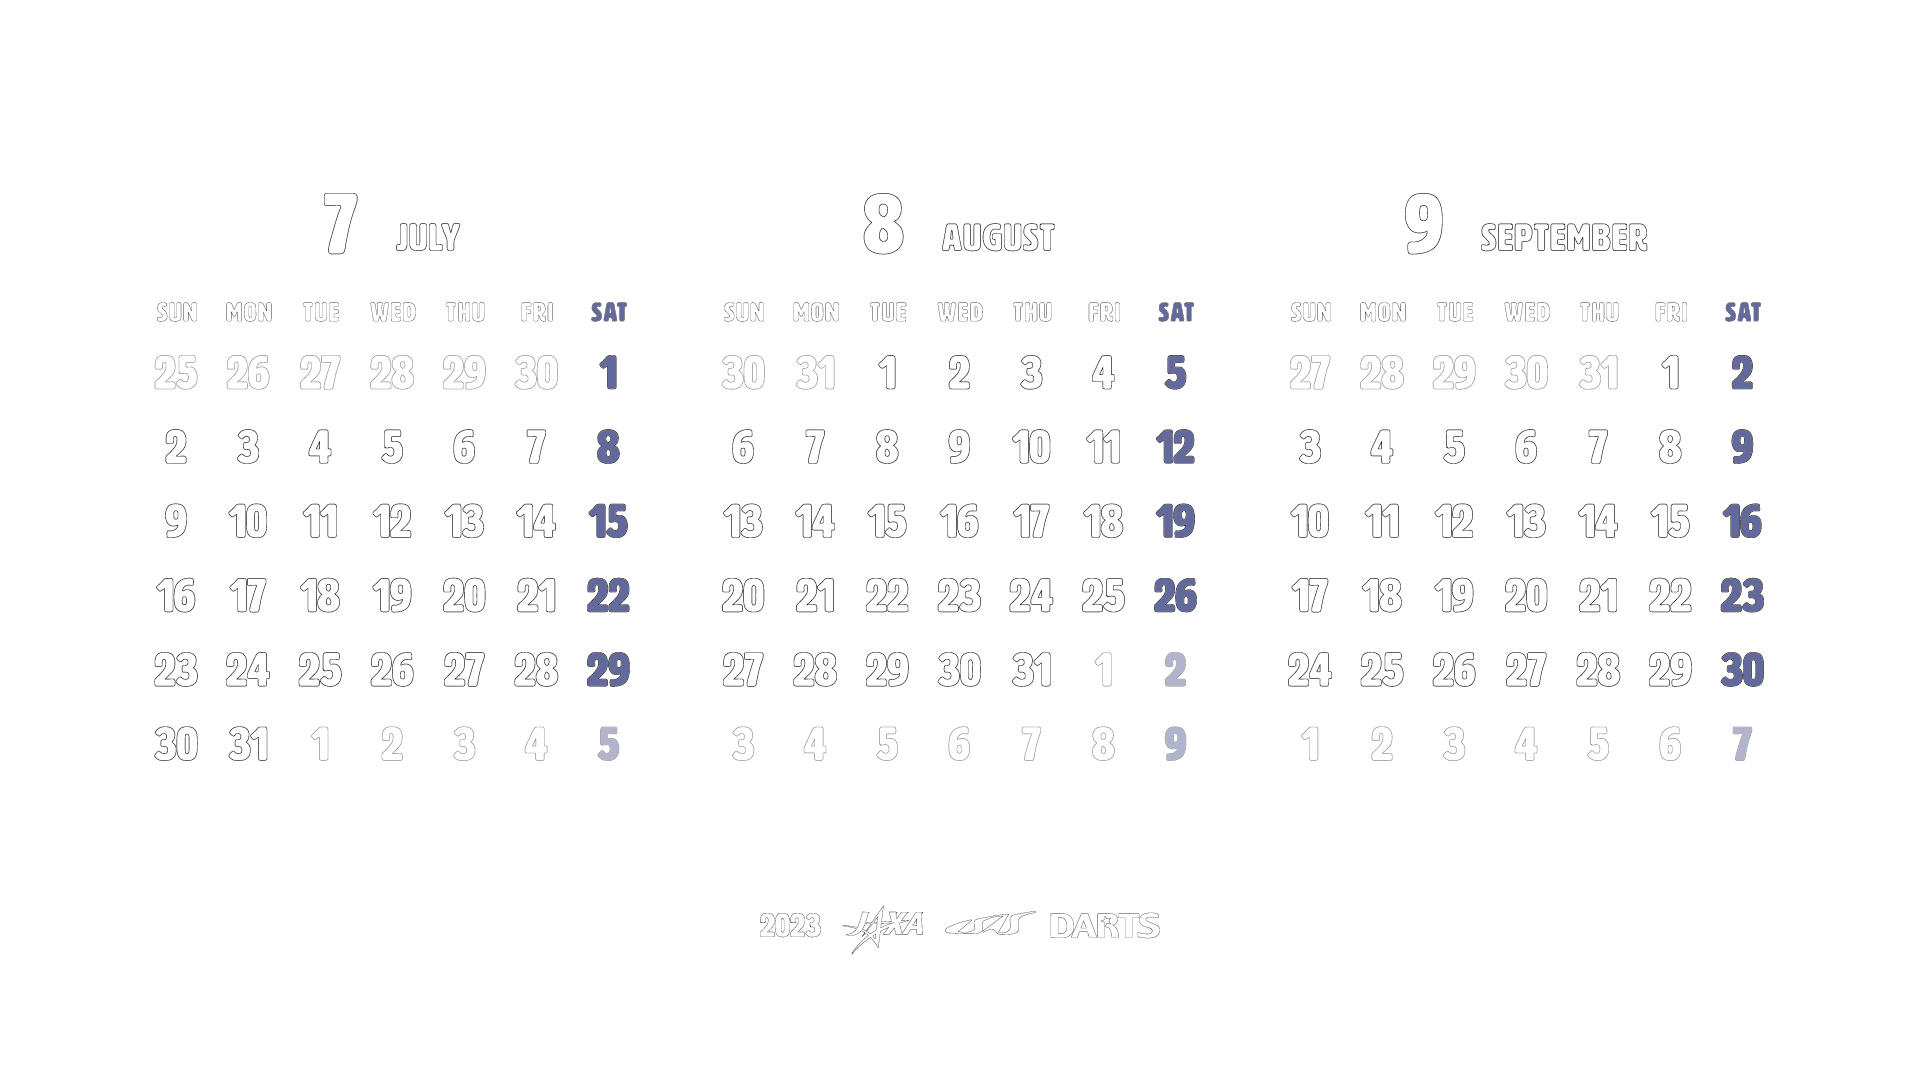 7 JULY
SUN MON TUE WED THU FRI SAT
25 26 27 28 29 30 1
2 3 4 5 6 7 8
9 10 11 12 13 14 15
16 17 18 19 20 21 22
23 24 25 26 27 28 29
30 31 1 2 3 4 5
8 AUGUST
SUN MON TUE WED THU FRI SAT
30 31 1 2 3 4 5
6 7 8 9 10 11 12
13 14 15 16 17 18 19
20 21 22 23 24 25 26
27 28 29 30 31 1 2
3 4 5 6 7 8 9
9 SEPTEMBER
SUN MON TUE WED THU FRI SAT
27 28 29 30 31 1 2
3 4 5 6 7 8 9
10 11 12 13 14 15 16
17 18 19 20 21 22 23
24 25 26 27 28 29 30
1 2 3 4 5 6 7
2023 JAXA ISAS DARTS